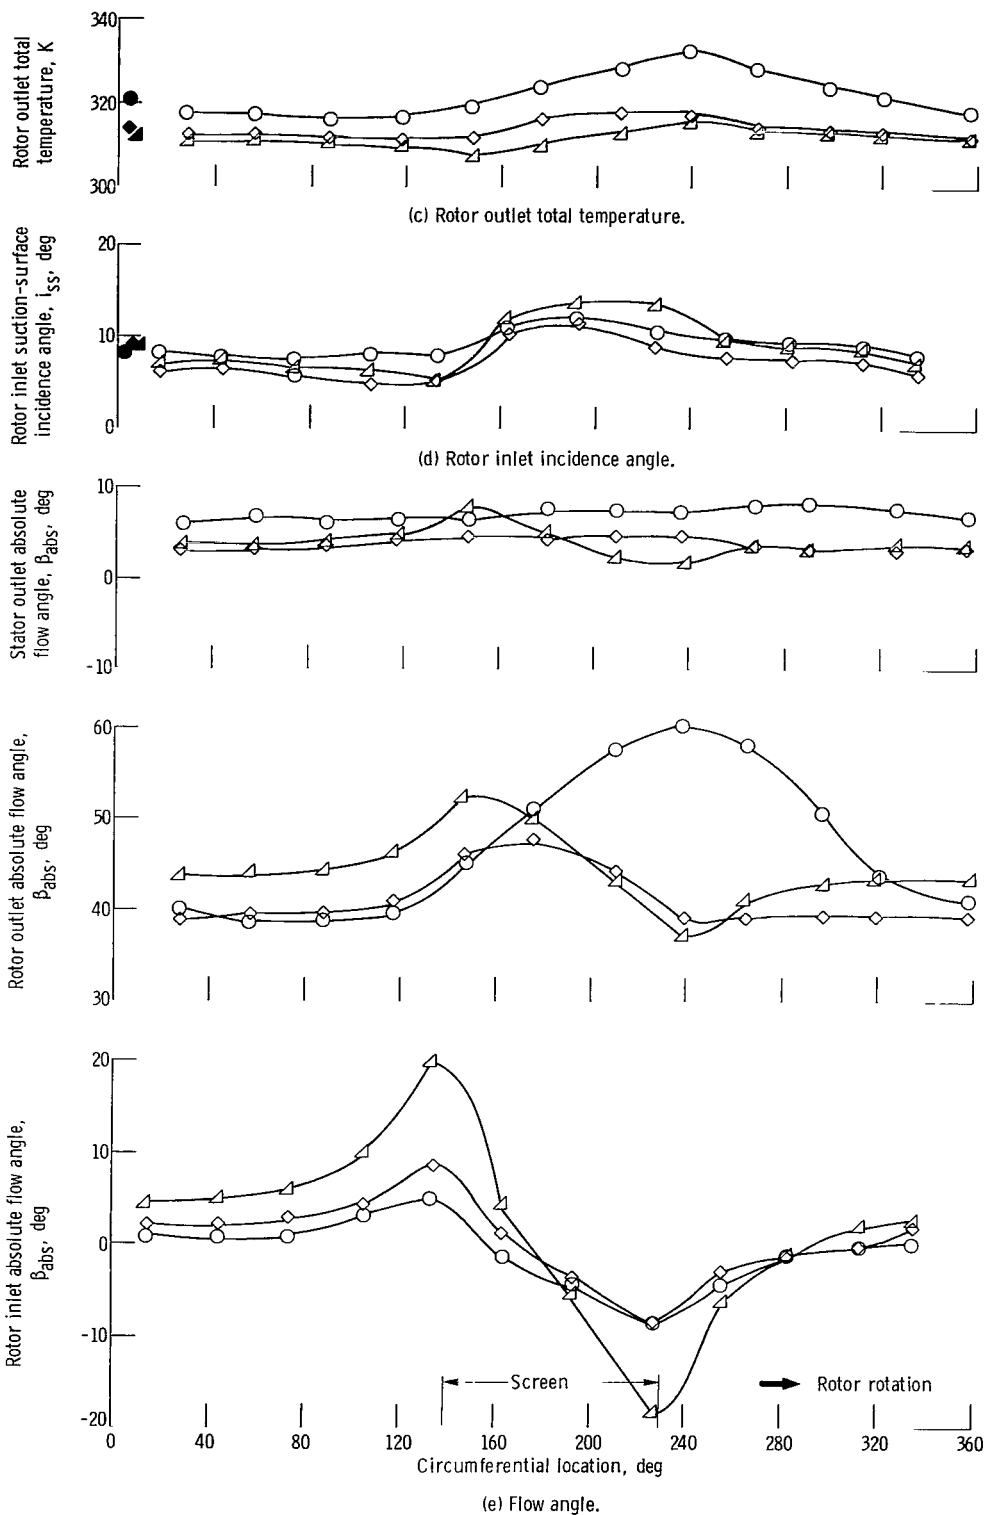 Rotor outlet total
temperature, K
340
320
300
(c) Rotor outlet total temperature.
Rotor inlet suction-surface
incidence angle, iss, deg
20
10
0
(d) Rotor inlet incidence angle.
Stator outlet absolute
flow angle, βabs, deg
10
0
-10
Rotor outlet absolute flow angle,
βabs, deg
60
50
40
30
Rotor inlet absolute flow angle,
βabs, deg
20
10
0
-10
-20
Screen
Rotor rotation
0 40 80 120 160 200 240 280 320 360
Circumferential location, deg
(e) Flow angle.